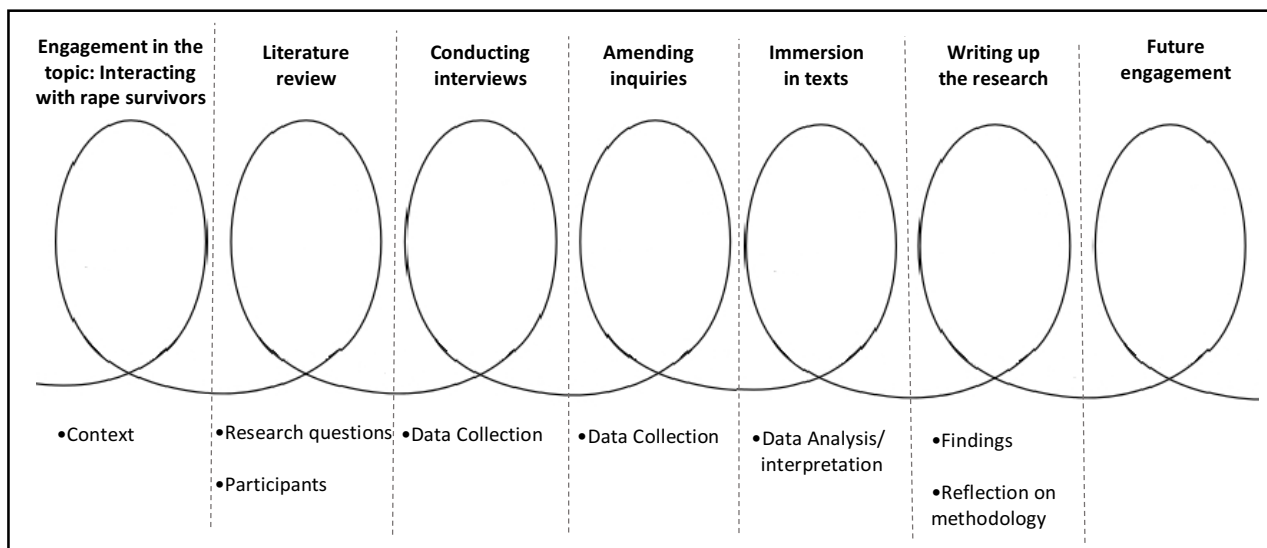 Engagement in the
topic: Interacting
with rape survivors
Literature
review
Conducting
interviews
Amending
inquiries
Immersion
in texts
Writing up
the research
Future
engagement
•Context
•Research questions
•Participants
•Data Collection
•Data Collection
•Data Analysis/
interpretation
•Findings
•Reflection on
methodology